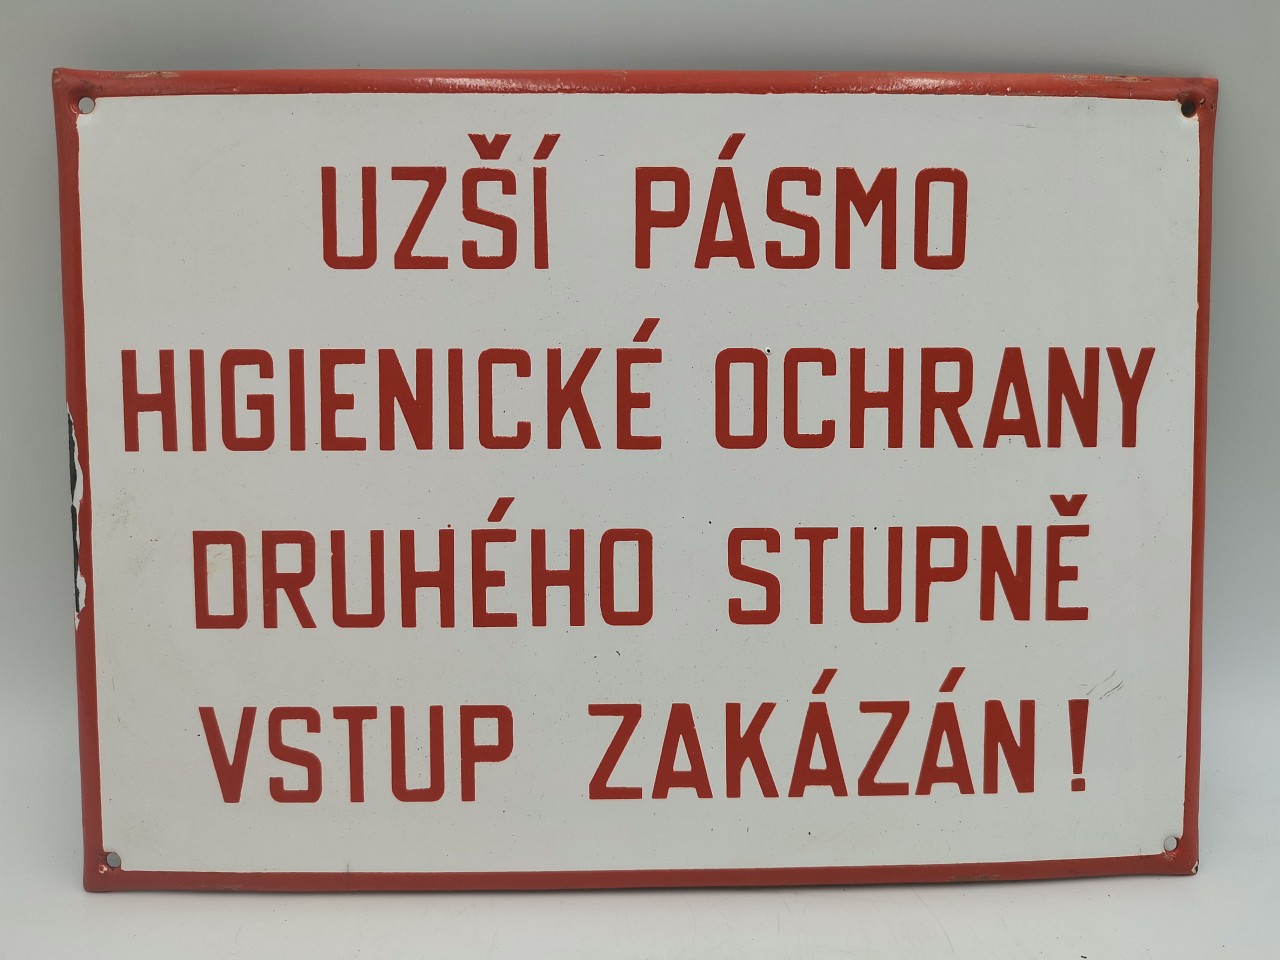 UZŠÍ PÁSMO
HIGIENICKÉ OCHRANY
DRUHÉHO STUPNĚ
VSTUP ZAKÁZÁN!